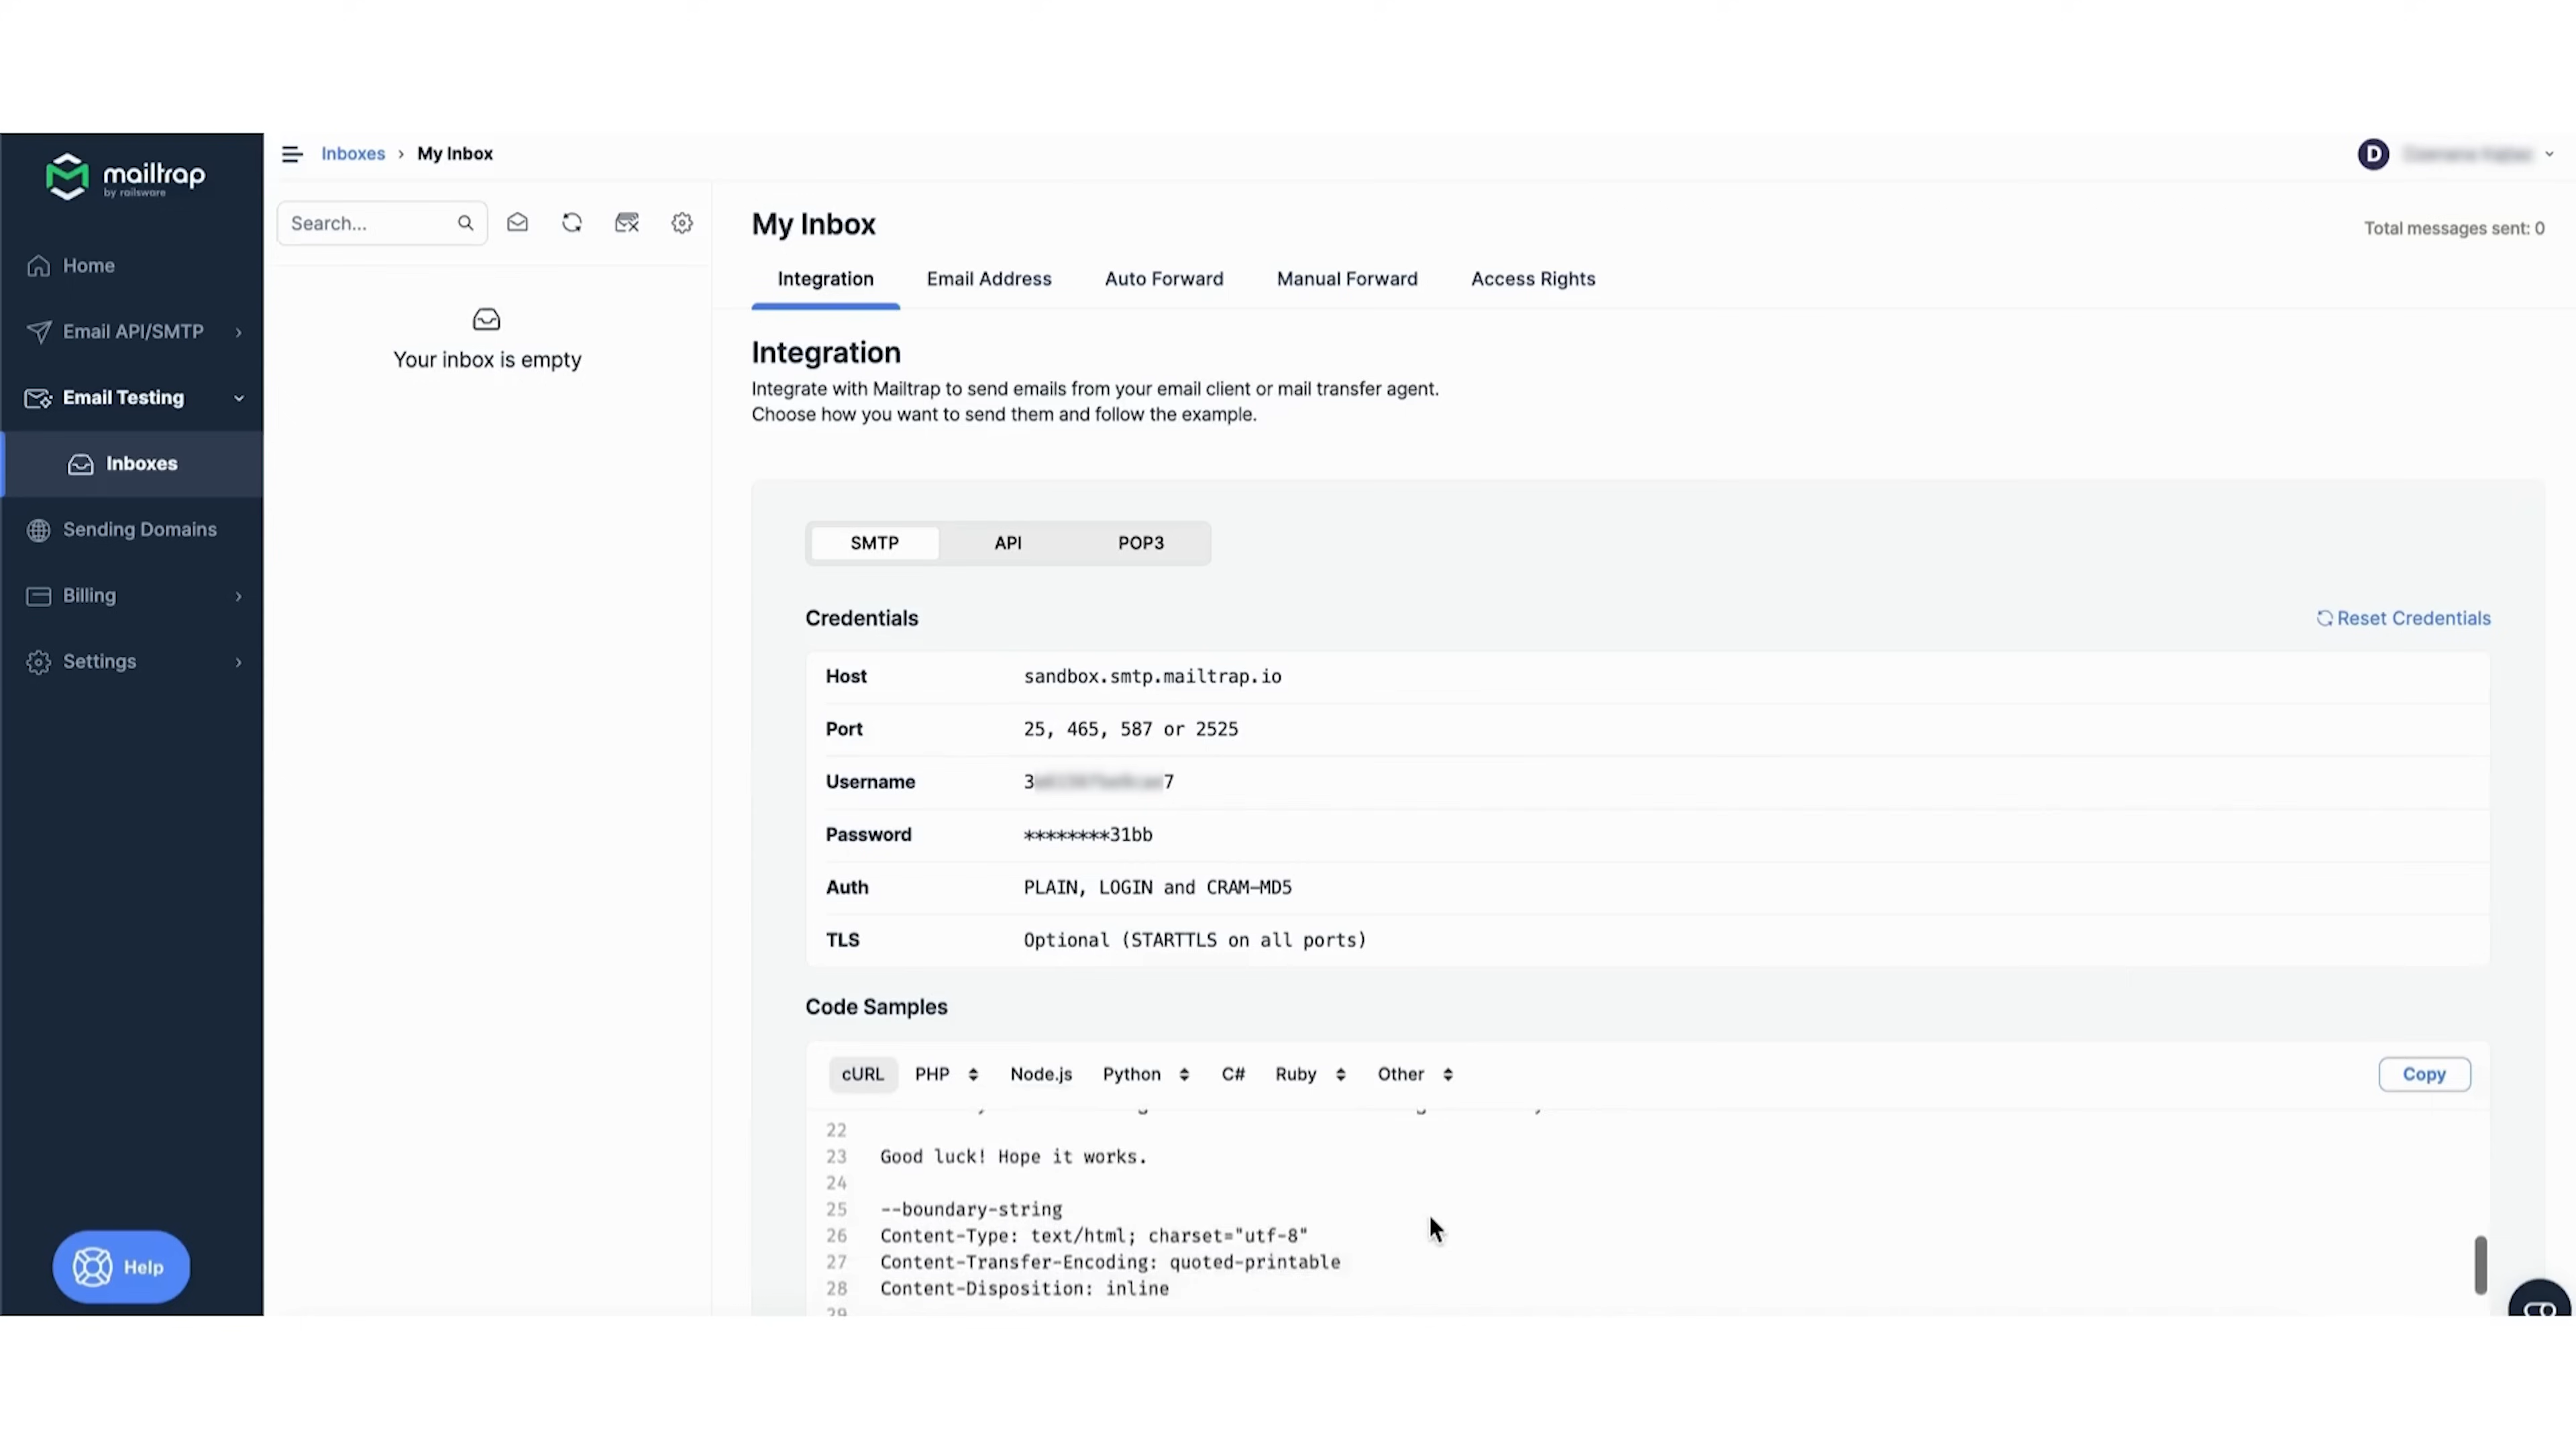 mailtrap
by railsware
Home
Email API/SMTP
Email Testing
Inboxes
Sending Domains
Billing
Settings
Help
Inboxes › My Inbox
D
Search...
Your inbox is empty
My Inbox
Total messages sent: 0
Integration Email Address Auto Forward Manual Forward Access Rights
Integration
Integrate with Mailtrap to send emails from your email client or mail transfer agent.
Choose how you want to send them and follow the example.
SMTP API POP3
Credentials
Reset Credentials
Host sandbox.smtp.mailtrap.io
Port 25, 465, 587 or 2525
Username 3 7
Password ********31bb
Auth PLAIN, LOGIN and CRAM-MD5
TLS Optional (STARTTLS on all ports)
Code Samples
cURL PHP Node.js Python C# Ruby Other
Copy
22
23 Good luck! Hope it works.
24
25 --boundary-string
26 Content-Type: text/html; charset="utf-8"
27 Content-Transfer-Encoding: quoted-printable
28 Content-Disposition: inline
29